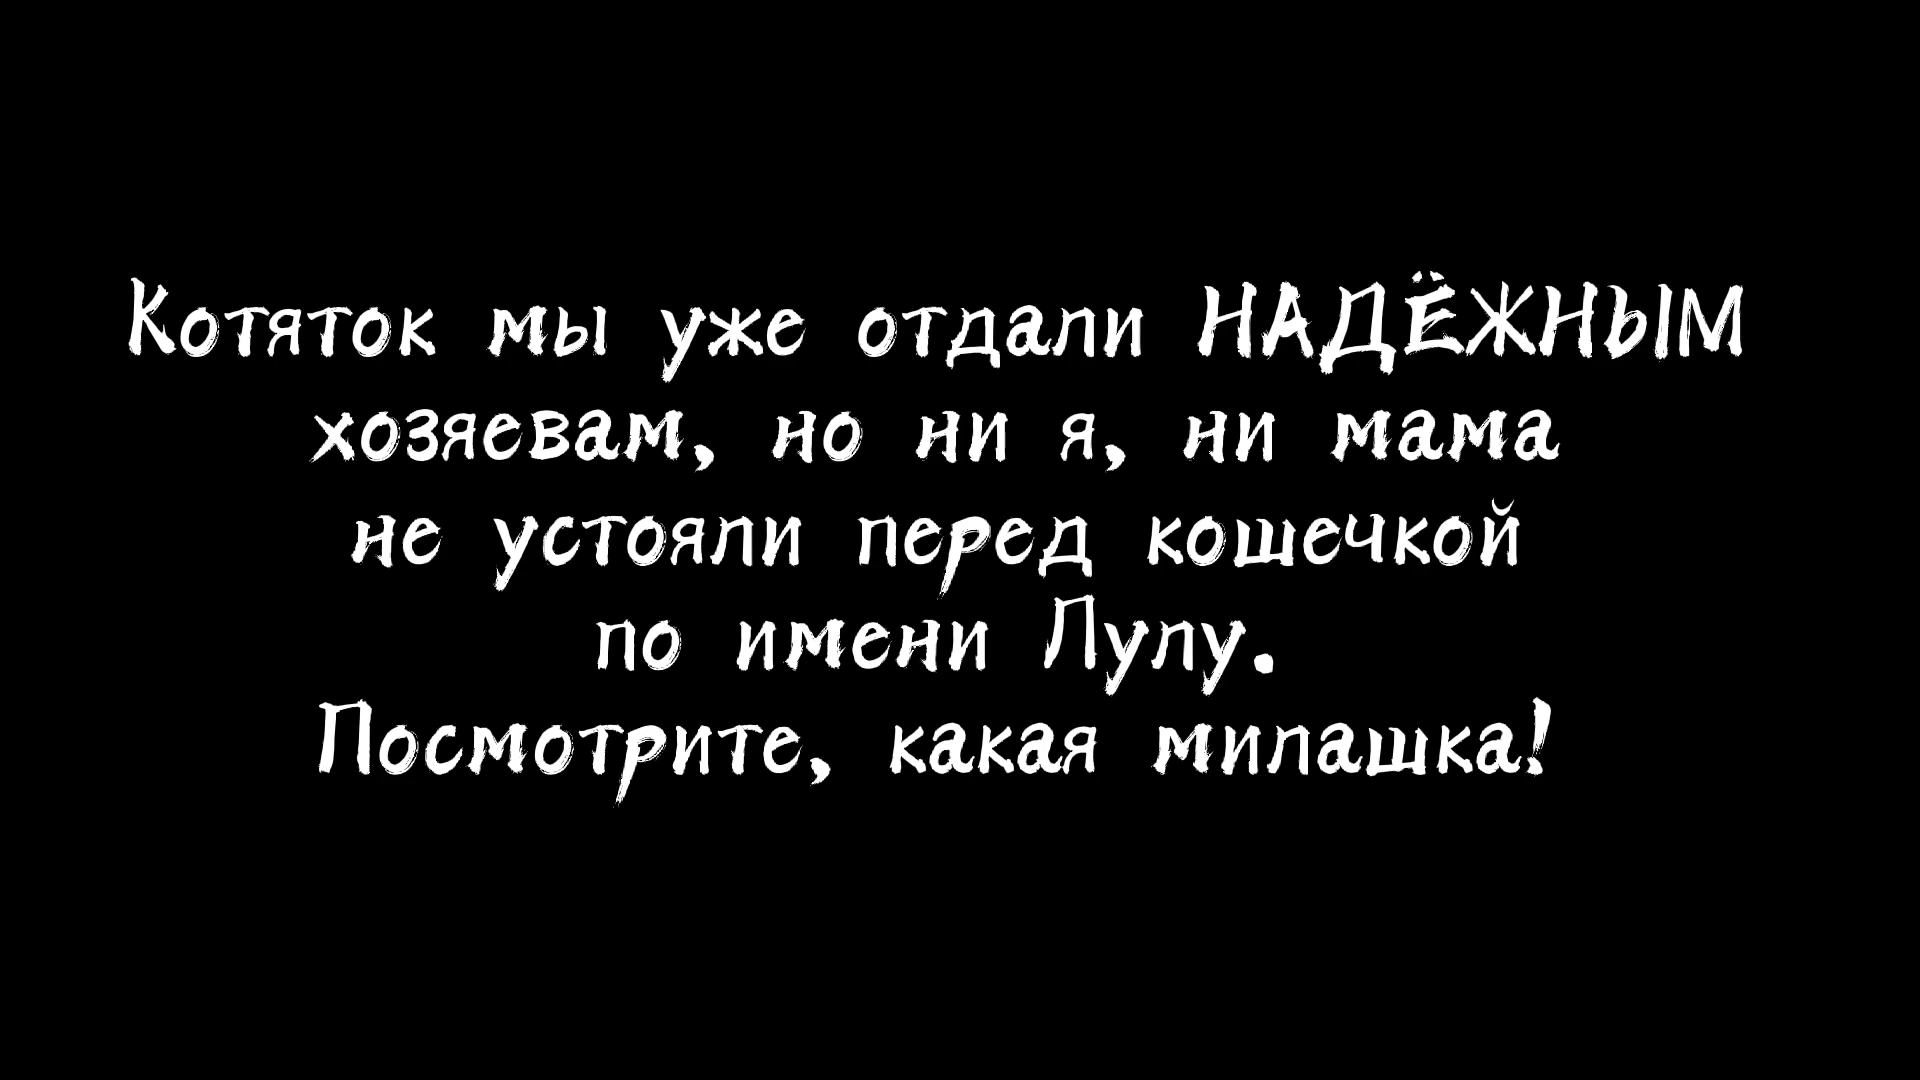 Котяток мы уже отдали НАДЁЖНЫМ
хозяевам, но ни я, ни мама
не устояли перед кошечкой
по имени Лулу.
Посмотрите, какая милашка!